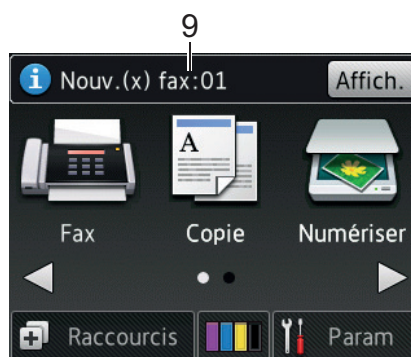 9
Nouv.(x) fax:01
Affich.
A
Fax
Copie
Numériser
Raccourcis
Param